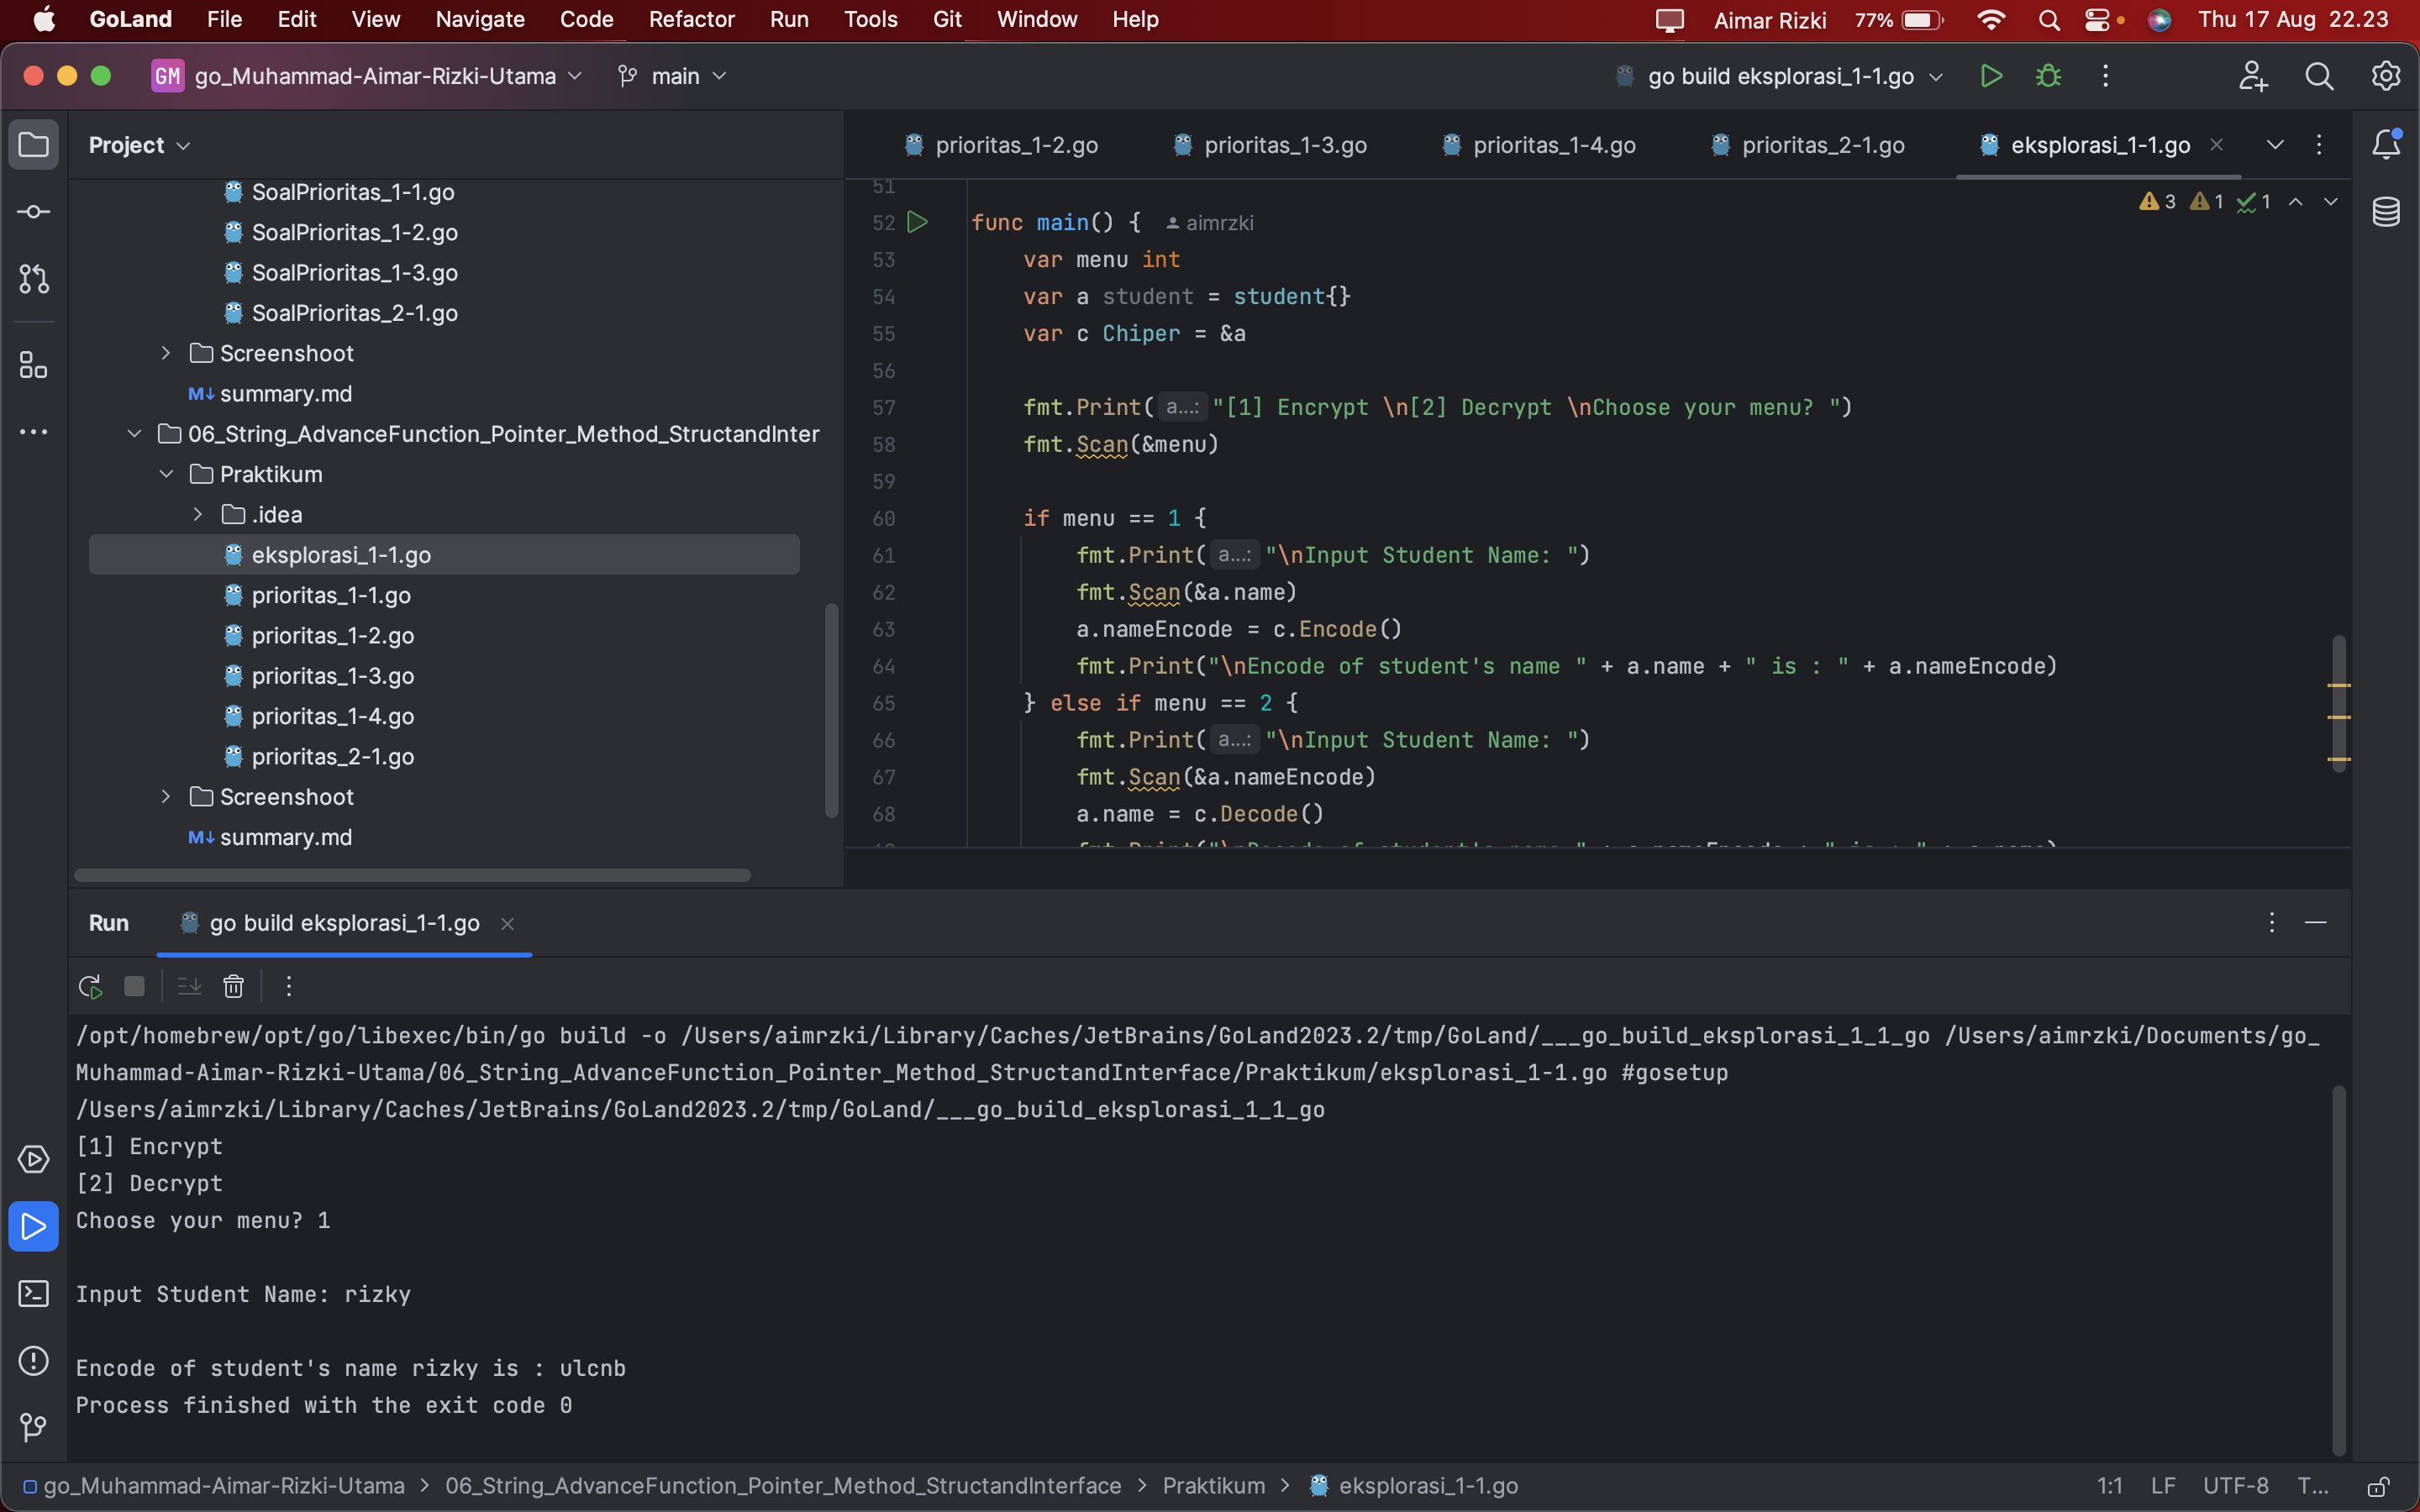 GoLand File Edit View Navigate Code Refactor Run Tools Git Window Help Aimar Rizki 77% Thu 17 Aug 22.23
GM go_Muhammad-Aimar-Rizki-Utama main go build eksplorasi_1-1.go
Project
SoalPrioritas_1-1.go
SoalPrioritas_1-2.go
SoalPrioritas_1-3.go
SoalPrioritas_2-1.go
Screenshoot
M↓ summary.md
06_String_AdvanceFunction_Pointer_Method_StructandInter
Praktikum
.idea
eksplorasi_1-1.go
prioritas_1-1.go
prioritas_1-2.go
prioritas_1-3.go
prioritas_1-4.go
prioritas_2-1.go
Screenshoot
M↓ summary.md
prioritas_1-2.go prioritas_1-3.go prioritas_1-4.go prioritas_2-1.go eksplorasi_1-1.go
3 1 1
51
52 func main() { aimrzki
53 var menu int
54 var a student = student{}
55 var c Chiper = &a
56
57 fmt.Print( a...: "[1] Encrypt \n[2] Decrypt \nChoose your menu? ")
58 fmt.Scan(&menu)
59
60 if menu == 1 {
61 fmt.Print( a...: "\nInput Student Name: ")
62 fmt.Scan(&a.name)
63 a.nameEncode = c.Encode()
64 fmt.Print("\nEncode of student's name " + a.name + " is : " + a.nameEncode)
65 } else if menu == 2 {
66 fmt.Print( a...: "\nInput Student Name: ")
67 fmt.Scan(&a.nameEncode)
68 a.name = c.Decode()
Run go build eksplorasi_1-1.go
/opt/homebrew/opt/go/libexec/bin/go build -o /Users/aimrzki/Library/Caches/JetBrains/GoLand2023.2/tmp/GoLand/___go_build_eksplorasi_1_1_go /Users/aimrzki/Documents/go_
Muhammad-Aimar-Rizki-Utama/06_String_AdvanceFunction_Pointer_Method_StructandInterface/Praktikum/eksplorasi_1-1.go #gosetup
/Users/aimrzki/Library/Caches/JetBrains/GoLand2023.2/tmp/GoLand/___go_build_eksplorasi_1_1_go
[1] Encrypt
[2] Decrypt
Choose your menu? 1
Input Student Name: rizky
Encode of student's name rizky is : ulcnb
Process finished with the exit code 0
go_Muhammad-Aimar-Rizki-Utama > 06_String_AdvanceFunction_Pointer_Method_StructandInterface > Praktikum > eksplorasi_1-1.go 1:1 LF UTF-8 T...